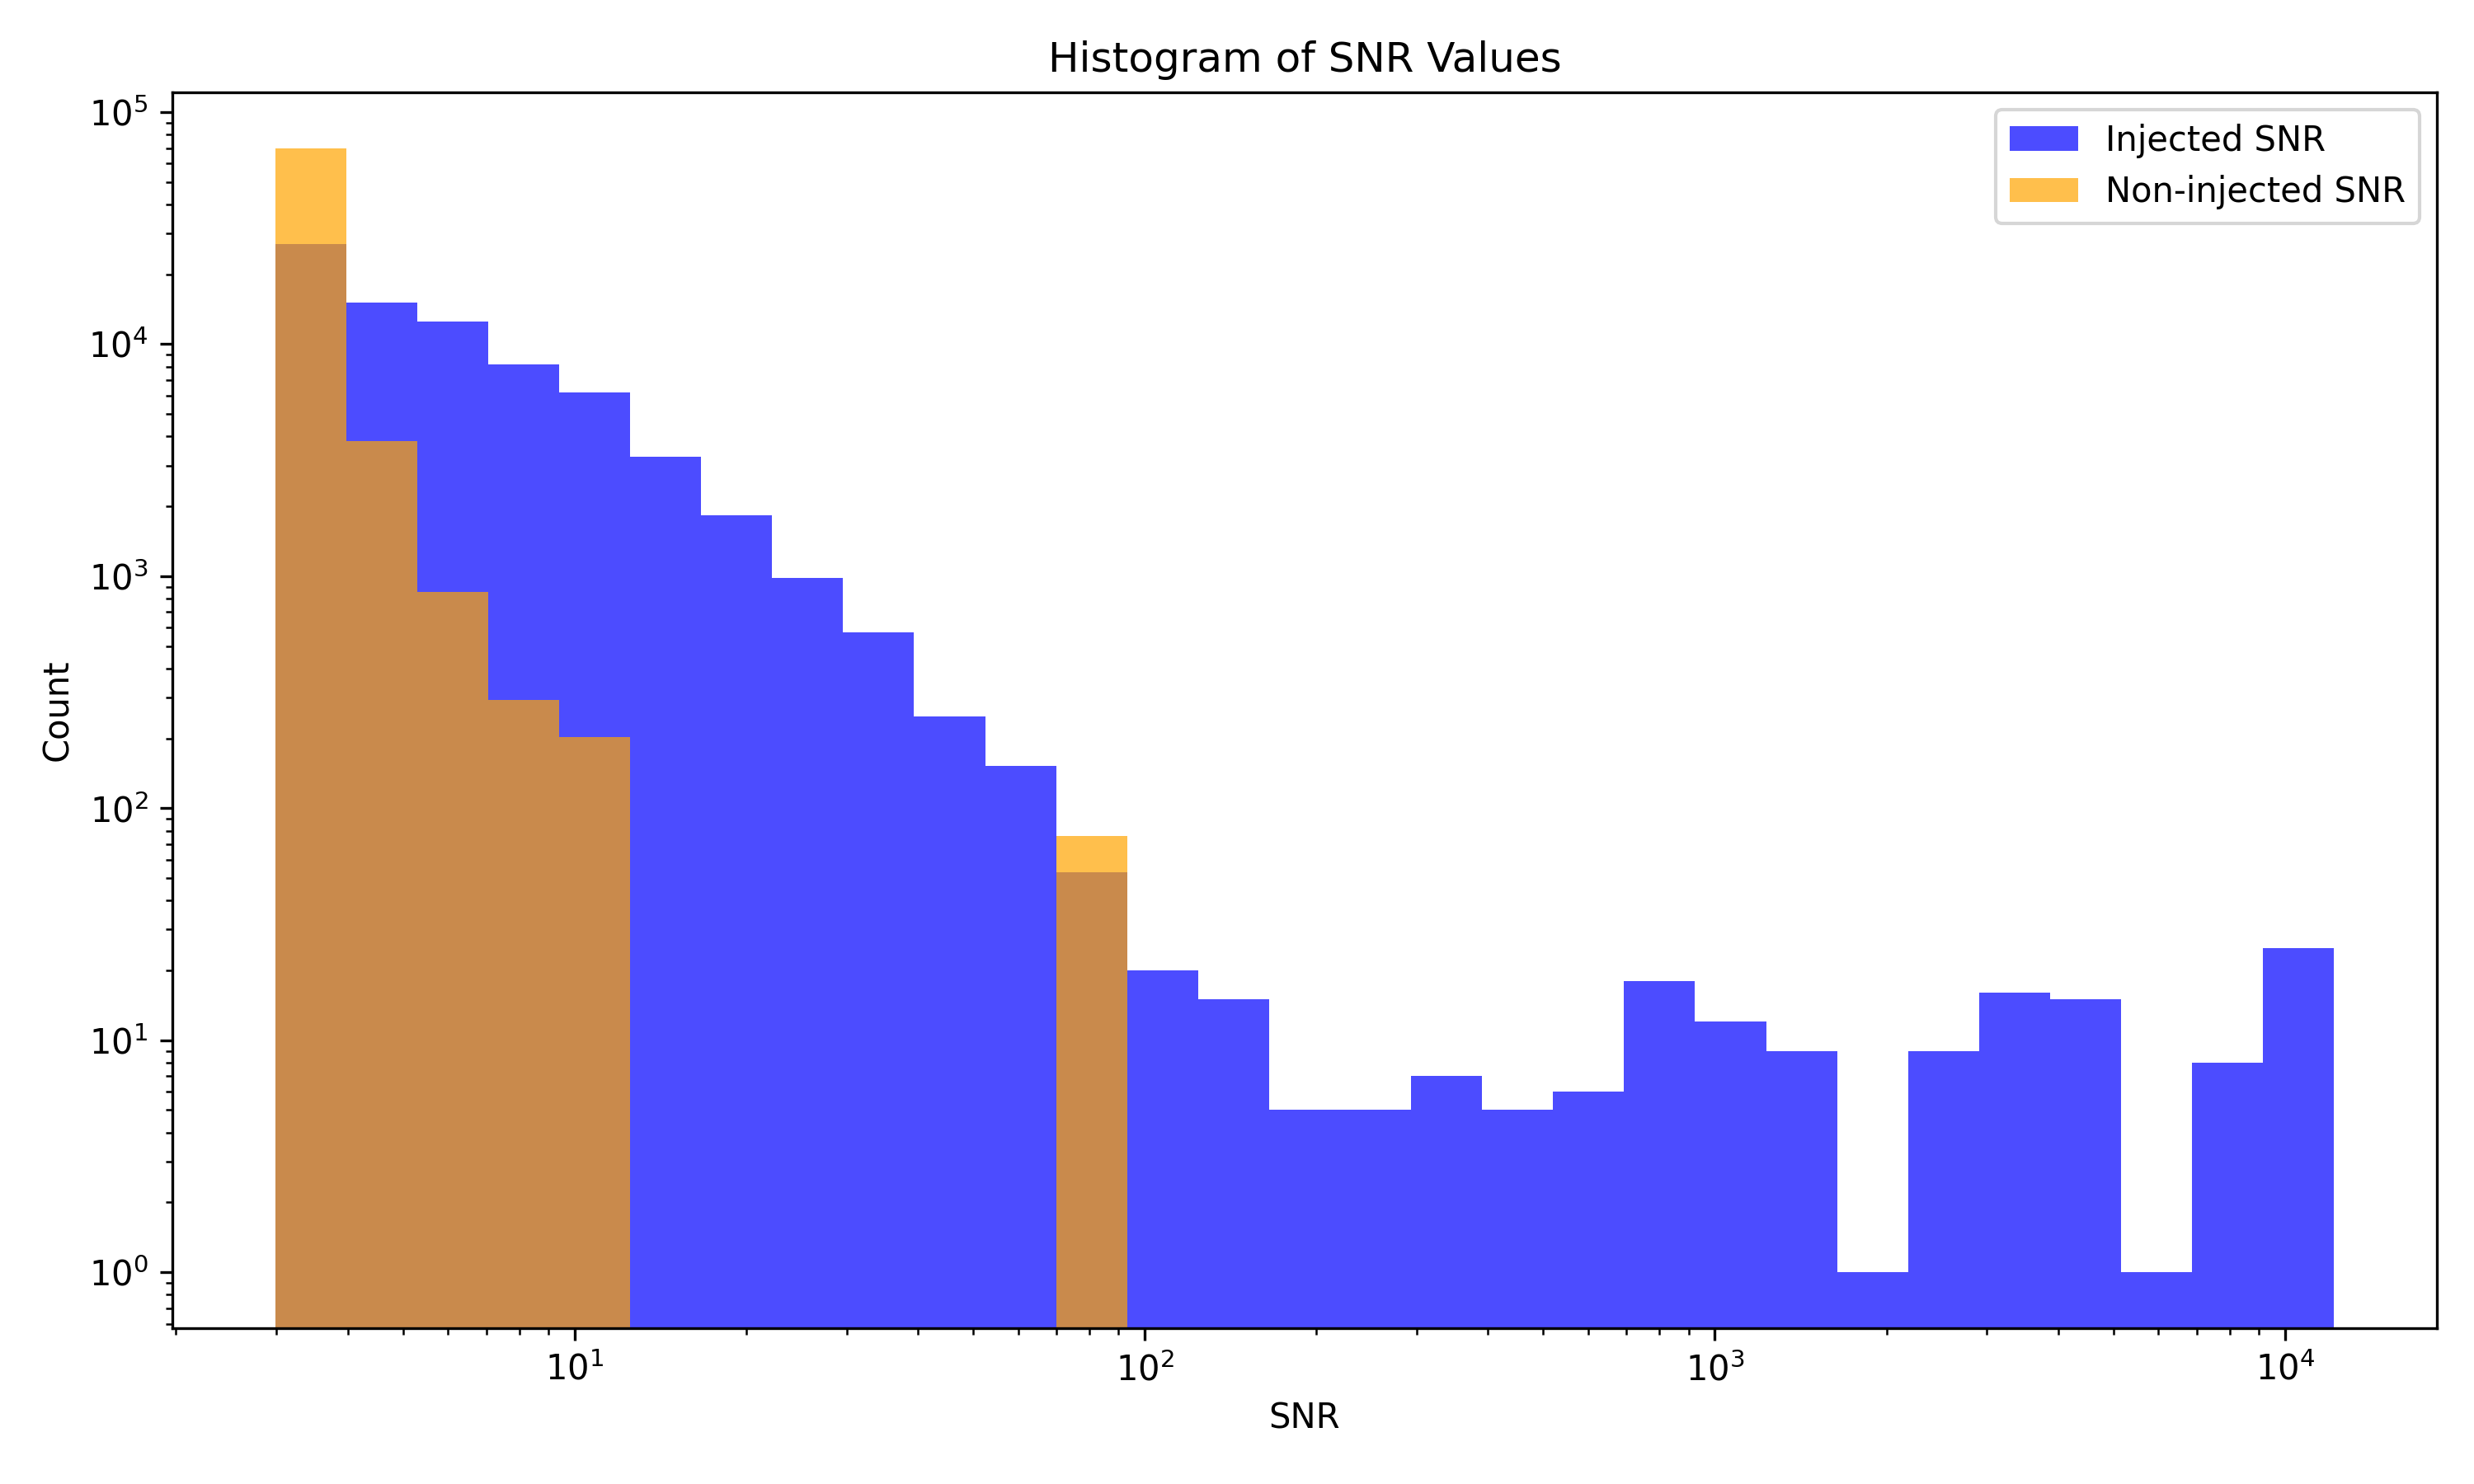 Histogram of SNR Values
Injected SNR
Non-injected SNR
Count
10⁵
10⁴
10³
10²
10¹
10⁰
10¹
10²
10³
10⁴
SNR